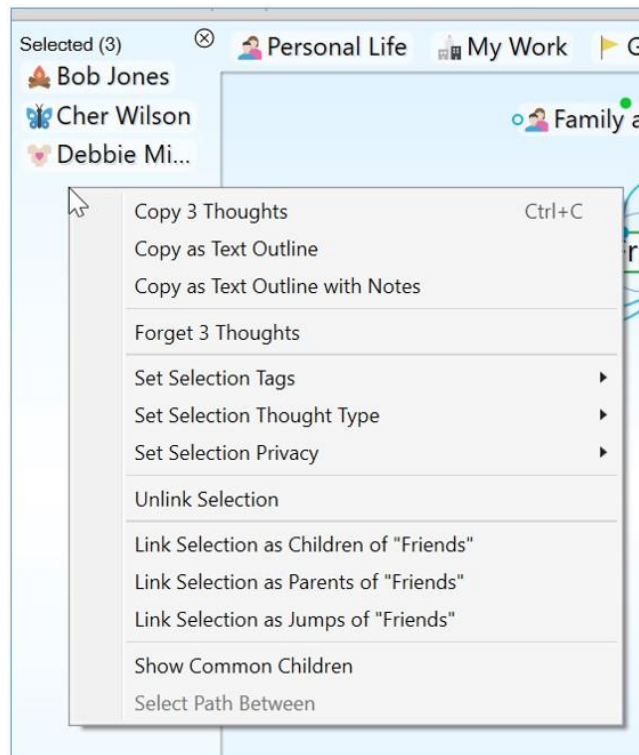 Selected (3)
Bob Jones
Cher Wilson
Debbie Mi...
Personal Life
My Work
G
Family a
Copy 3 Thoughts Ctrl+C
Copy as Text Outline
Copy as Text Outline with Notes
Forget 3 Thoughts
Set Selection Tags
Set Selection Thought Type
Set Selection Privacy
Unlink Selection
Link Selection as Children of "Friends"
Link Selection as Parents of "Friends"
Link Selection as Jumps of "Friends"
Show Common Children
Select Path Between